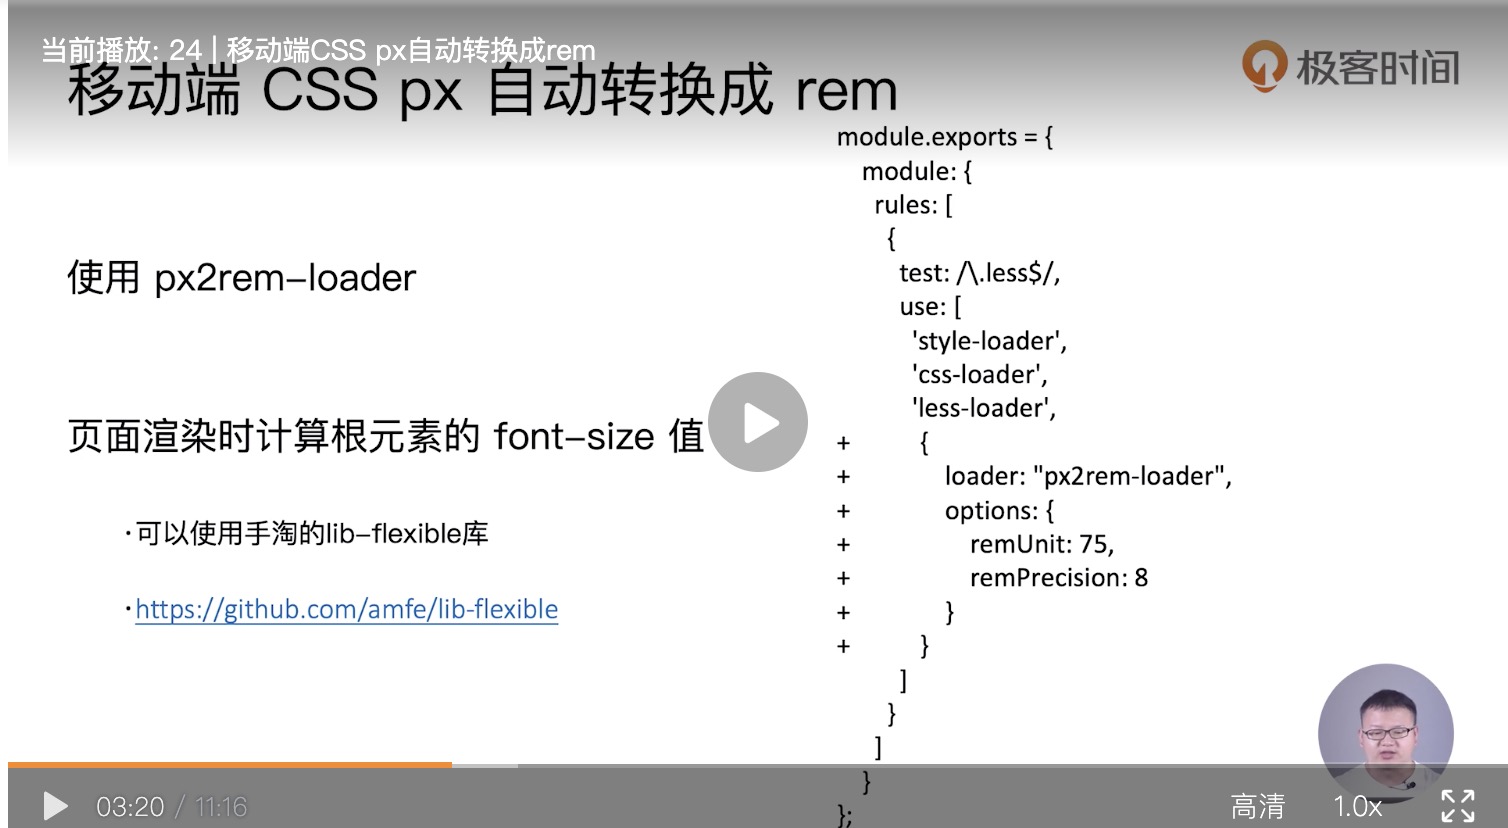 当前播放: 24 | 移动端CSS px自动转换成rem
移动端 CSS px 自动转换成 rem
极客时间
使用 px2rem-loader
页面渲染时计算根元素的 font-size 值
·可以使用手淘的lib-flexible库
·https://github.com/amfe/lib-flexible
module.exports = {
module: {
rules: [
{
test: /\.less$/,
use: [
'style-loader',
'css-loader',
'less-loader',
+ {
+ loader: "px2rem-loader",
+ options: {
+ remUnit: 75,
+ remPrecision: 8
+ }
+ }
]
}
]
}
};
03:20 / 11:16
高清
1.0x